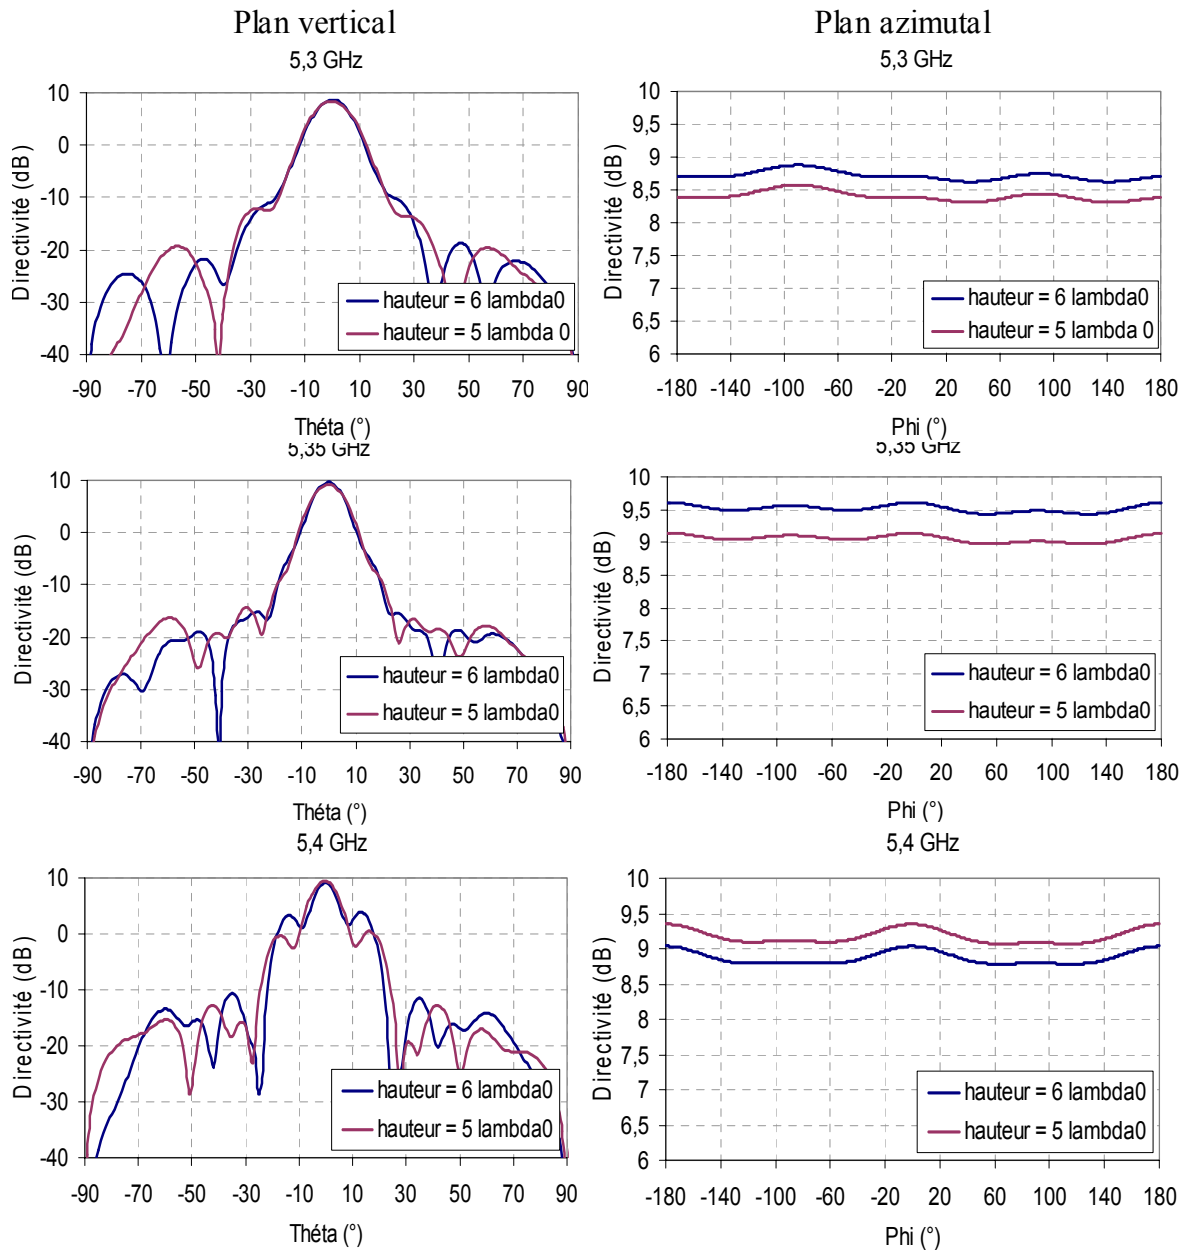 Plan vertical
Plan azimutal
5,3 GHz
5,3 GHz
Directivité (dB)
10
0
-10
-20
-30
-40
-90 -70 -50 -30 -10 10 30 50 70 90
Théta (°)
hauteur = 6 lambda0
hauteur = 5 lambda 0
Directivité (dB)
10
9,5
9
8,5
8
7,5
7
6,5
6
-180 -140 -100 -60 -20 20 60 100 140 180
Phi (°)
hauteur = 6 lambda0
hauteur = 5 lambda 0
5,35 GHz
5,35 GHz
Directivité (dB)
10
0
-10
-20
-30
-40
-90 -70 -50 -30 -10 10 30 50 70 90
Théta (°)
hauteur = 6 lambda0
hauteur = 5 lambda0
Directivité (dB)
10
9,5
9
8,5
8
7,5
7
6,5
6
-180 -140 -100 -60 -20 20 60 100 140 180
Phi (°)
hauteur = 6 lambda0
hauteur = 5 lambda0
5,4 GHz
5,4 GHz
Directivité (dB)
10
0
-10
-20
-30
-40
-90 -70 -50 -30 -10 10 30 50 70 90
Théta (°)
hauteur = 6 lambda0
hauteur = 5 lambda0
Directivité (dB)
10
9,5
9
8,5
8
7,5
7
6,5
6
-180 -140 -100 -60 -20 20 60 100 140 180
Phi (°)
hauteur = 6 lambda0
hauteur = 5 lambda0